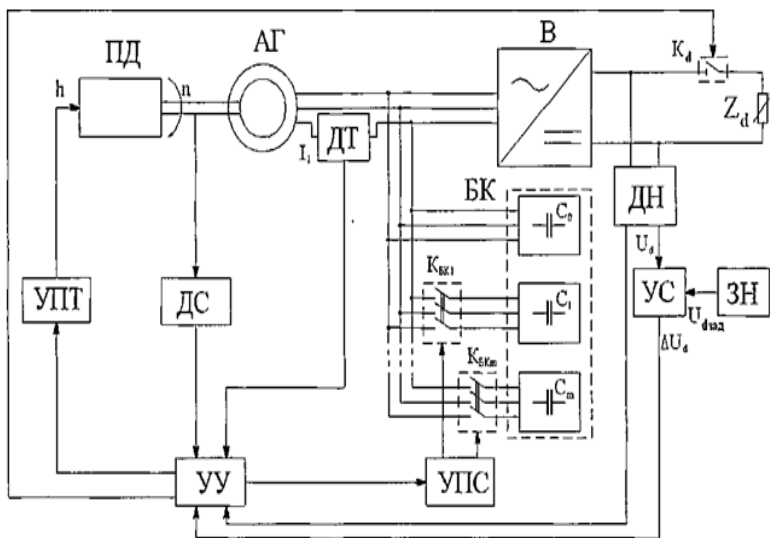 ПД
АГ
В
K_d
h
n
Z_d
ДТ
I_i
БК
C_0
ДН
U_d
K_БК1
УПТ
ДС
C_1
УС
ЗН
U_dзад
ΔU_d
K_БКm
C_m
УУ
УПС